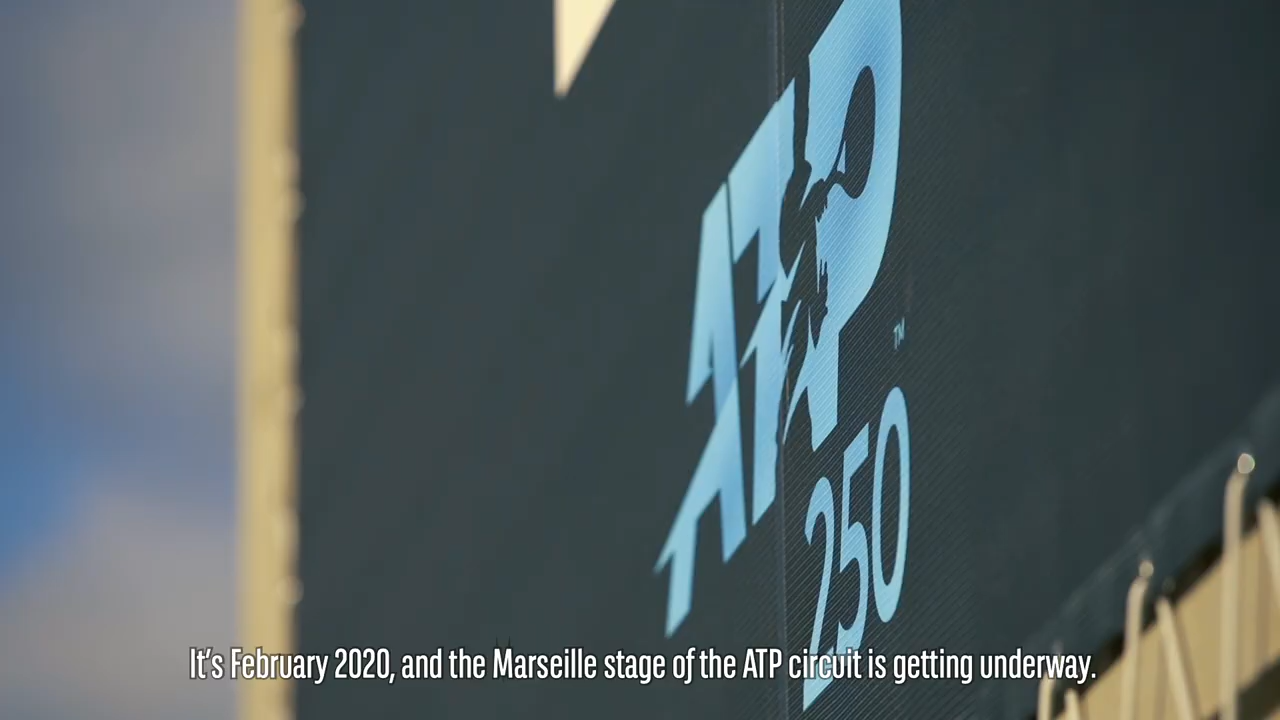 ATP
™
250
It's February 2020, and the Marseille stage of the ATP circuit is getting underway.